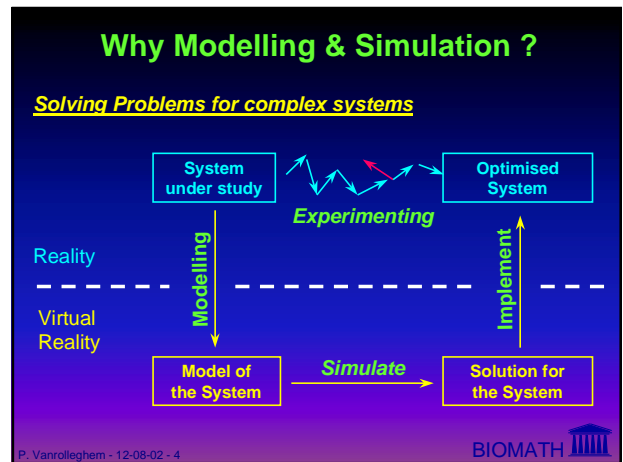 Why Modelling & Simulation ?
Solving Problems for complex systems
System
under study
Optimised
System
Experimenting
Modelling
Implement
Reality
Virtual
Reality
Model of
the System
Simulate
Solution for
the System
P. Vanrolleghem - 12-08-02 - 4
BIOMATH